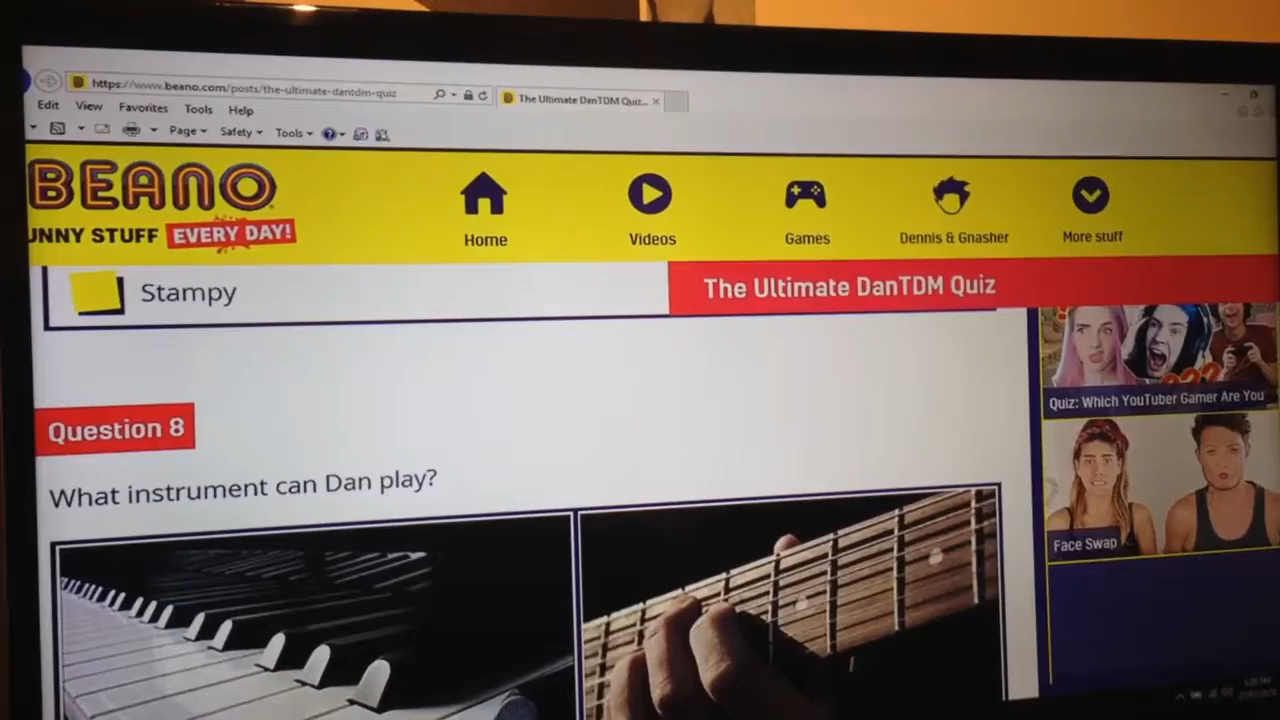 https://www.beano.com/posts/the-ultimate-dantdm-quiz
The Ultimate DanTDM Quiz...
Edit View Favorites Tools Help
Page Safety Tools
BEANO
UNNY STUFF EVERY DAY!
Home
Videos
Games
Dennis & Gnasher
More stuff
Stampy
The Ultimate DanTDM Quiz
Quiz: Which YouTuber Gamer Are You
Question 8
What instrument can Dan play?
Face Swap